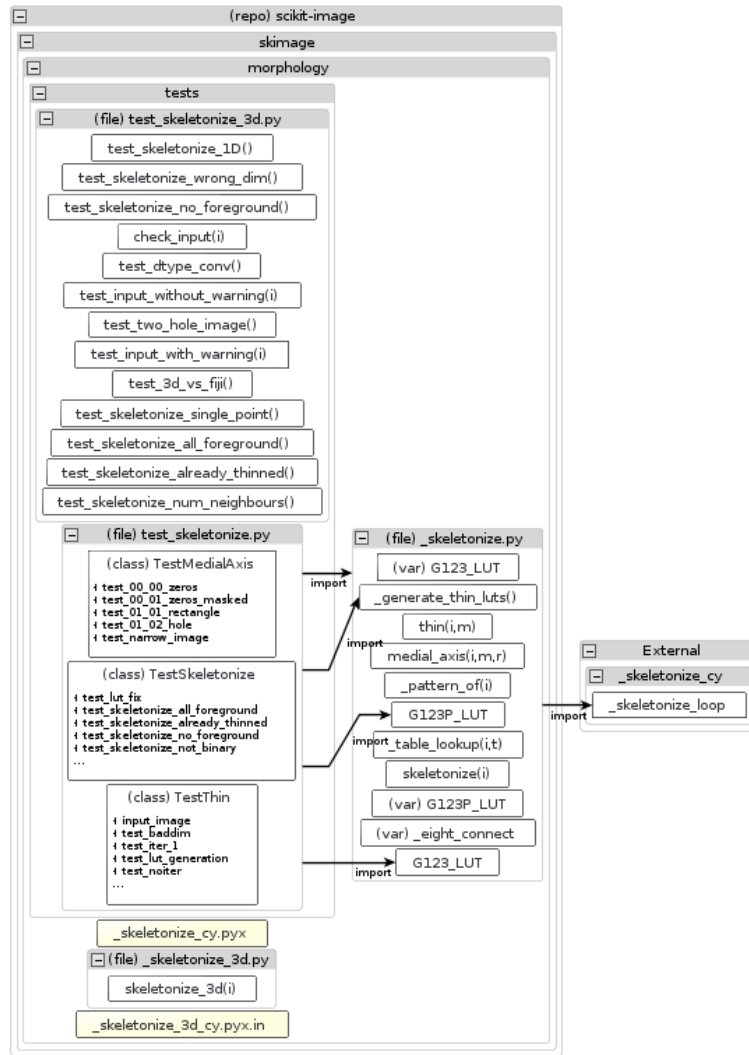 (repo) scikit-image
skimage
morphology
tests
(file) test_skeletonize_3d.py
test_skeletonize_1D()
test_skeletonize_wrong_dim()
test_skeletonize_no_foreground()
check_input(i)
test_dtype_conv()
test_input_without_warning(i)
test_two_hole_image()
test_input_with_warning(i)
test_3d_vs_fiji()
test_skeletonize_single_point()
test_skeletonize_all_foreground()
test_skeletonize_already_thinned()
test_skeletonize_num_neighbours()
(file) test_skeletonize.py
(class) TestMedialAxis
test_00_00_zeros
test_00_01_zeros_masked
test_01_01_rectangle
test_01_02_hole
test_narrow_image
(class) TestSkeletonize
test_lut_fix
test_skeletonize_all_foreground
test_skeletonize_already_thinned
test_skeletonize_no_foreground
test_skeletonize_not_binary
...
(class) TestThin
input_image
test_baddim
test_iter_1
test_lut_generation
test_noiter
...
import
import
import
import
(file) _skeletonize.py
(var) G123_LUT
_generate_thin_luts()
thin(i,m)
medial_axis(i,m,r)
_pattern_of(i)
G123P_LUT
_table_lookup(i,t)
skeletonize(i)
(var) G123P_LUT
(var) _eight_connect
G123_LUT
import
External
_skeletonize_cy
_skeletonize_loop
_skeletonize_cy.pyx
(file) _skeletonize_3d.py
skeletonize_3d(i)
_skeletonize_3d_cy.pyx.in